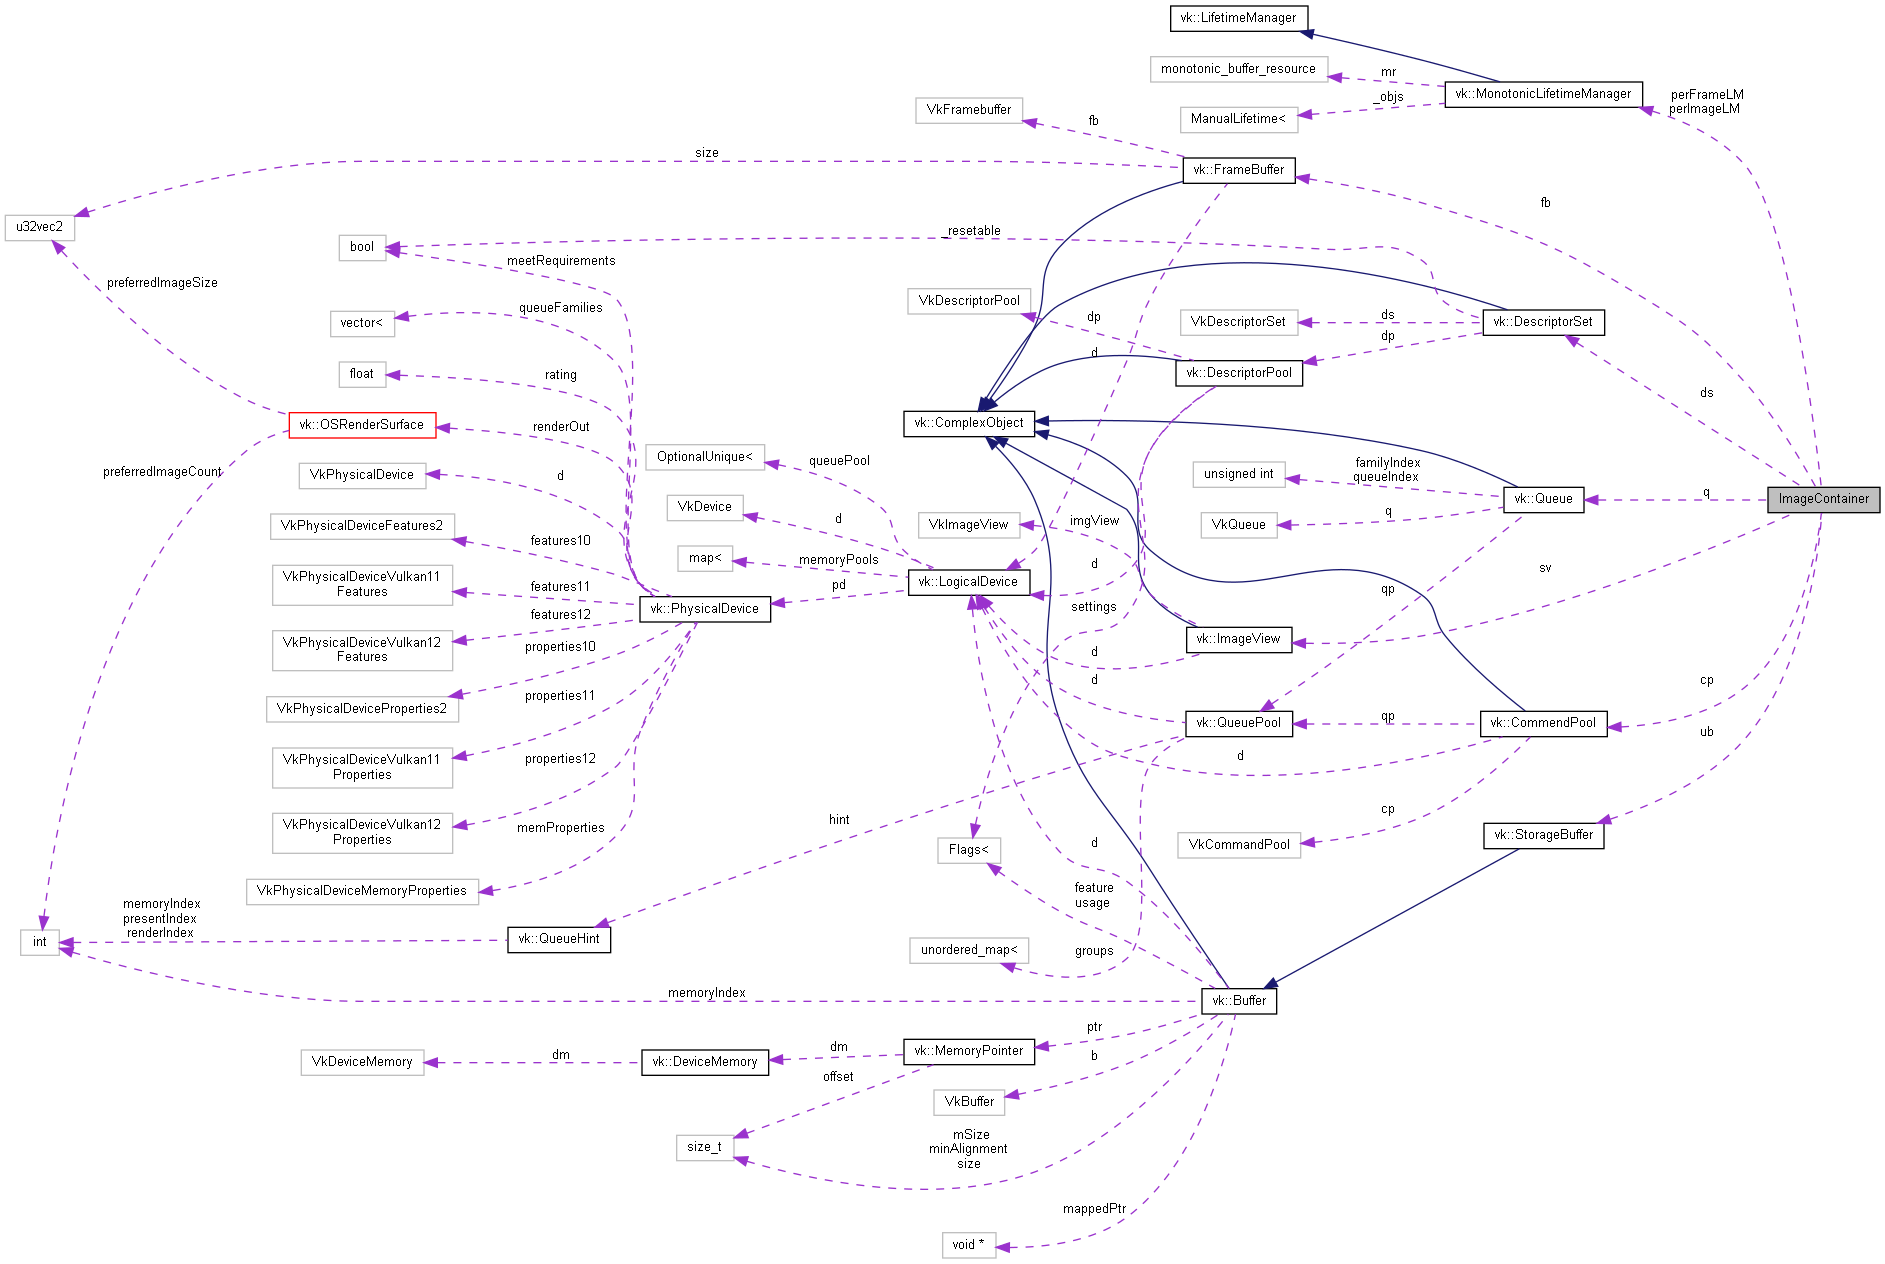 vk::LifetimeManager
monotonic_buffer_resource
mr
vk::MonotonicLifetimeManager
perFrameLM
perImageLM
_objs
ManualLifetime<
VkFramebuffer
fb
size
vk::FrameBuffer
fb
u32vec2
bool
_resetable
meetRequirements
preferredImageSize
VkDescriptorPool
queueFamilies
vector<
dp
VkDescriptorSet
ds
vk::DescriptorSet
dp
d
float
rating
vk::DescriptorPool
ds
vk::OSRenderSurface
renderOut
vk::ComplexObject
OptionalUnique<
queuePool
preferredImageCount
VkPhysicalDevice
d
unsigned int
familyIndex
queueIndex
vk::Queue
q
ImageContainer
VkDevice
d
VkPhysicalDeviceFeatures2
VkImageView
imgView
VkQueue
q
features10
map<
memoryPools
d
sv
VkPhysicalDeviceVulkan11
Features
features11
vk::LogicalDevice
pd
qp
vk::PhysicalDevice
settings
features12
VkPhysicalDeviceVulkan12
Features
properties10
vk::ImageView
d
d
cp
properties11
VkPhysicalDeviceProperties2
vk::QueuePool
qp
vk::CommendPool
ub
d
VkPhysicalDeviceVulkan11
Properties
properties12
hint
cp
VkPhysicalDeviceVulkan12
Properties
memProperties
vk::StorageBuffer
Flags<
d
VkCommandPool
VkPhysicalDeviceMemoryProperties
feature
usage
memoryIndex
presentIndex
renderIndex
int
vk::QueueHint
unordered_map<
groups
memoryIndex
vk::Buffer
ptr
VkDeviceMemory
dm
vk::DeviceMemory
dm
vk::MemoryPointer
b
offset
VkBuffer
size_t
mSize
minAlignment
size
mappedPtr
void *